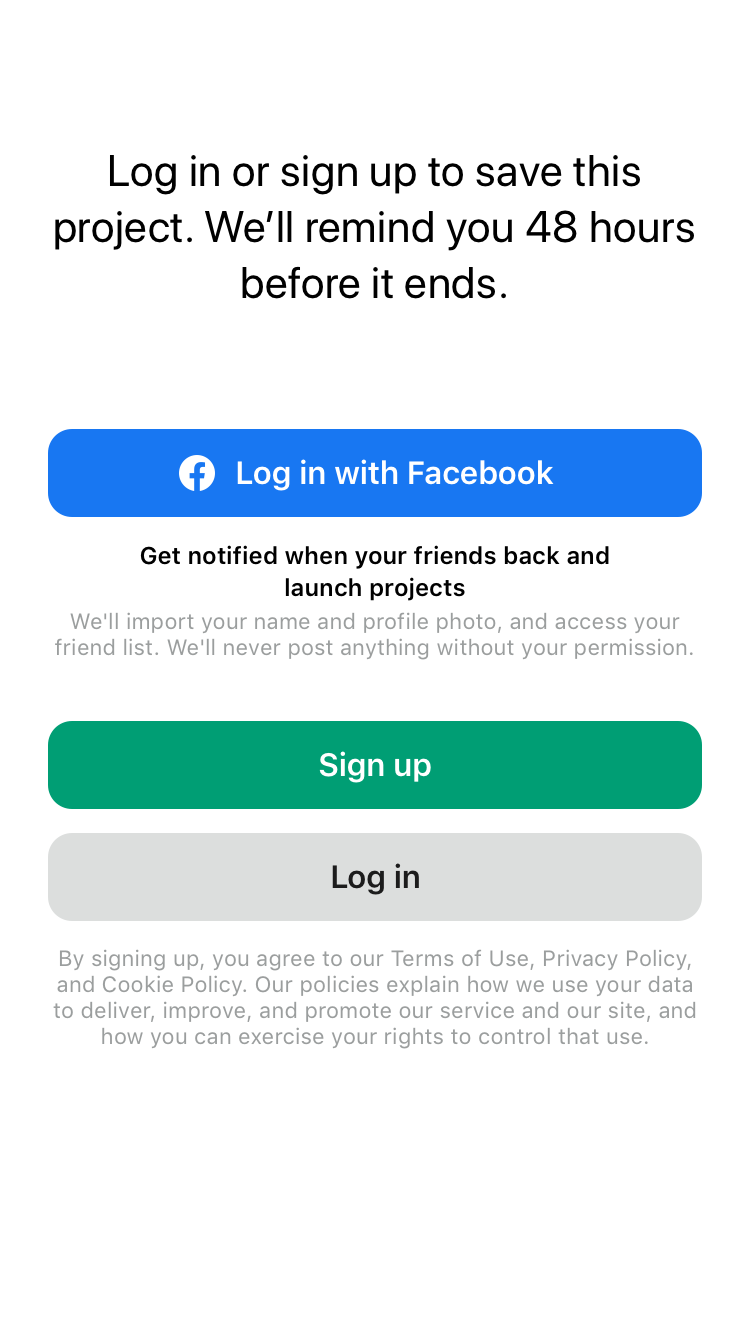 Log in or sign up to save this
project. We’ll remind you 48 hours
before it ends.
Log in with Facebook
Get notified when your friends back and
launch projects
We'll import your name and profile photo, and access your
friend list. We'll never post anything without your permission.
Sign up
Log in
By signing up, you agree to our Terms of Use, Privacy Policy,
and Cookie Policy. Our policies explain how we use your data
to deliver, improve, and promote our service and our site, and
how you can exercise your rights to control that use.